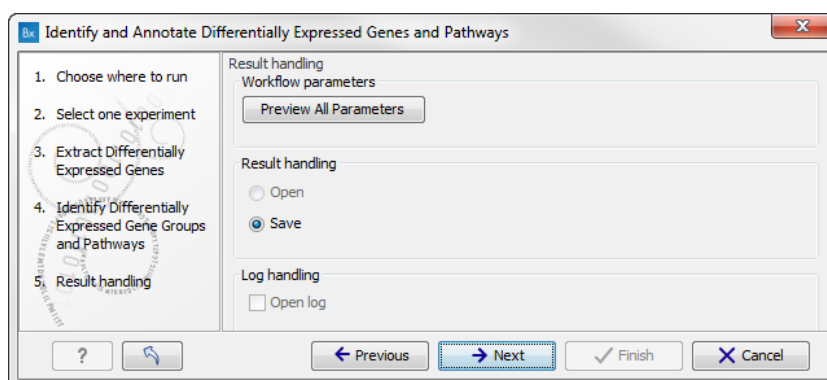 Bx Identify and Annotate Differentially Expressed Genes and Pathways
X
1. Choose where to run
2. Select one experiment
3. Extract Differentially
Expressed Genes
4. Identify Differentially
Expressed Gene Groups
and Pathways
5. Result handling
Result handling
Workflow parameters
Preview All Parameters
Result handling
Open
Save
Log handling
Open log
?
Previous
Next
Finish
Cancel